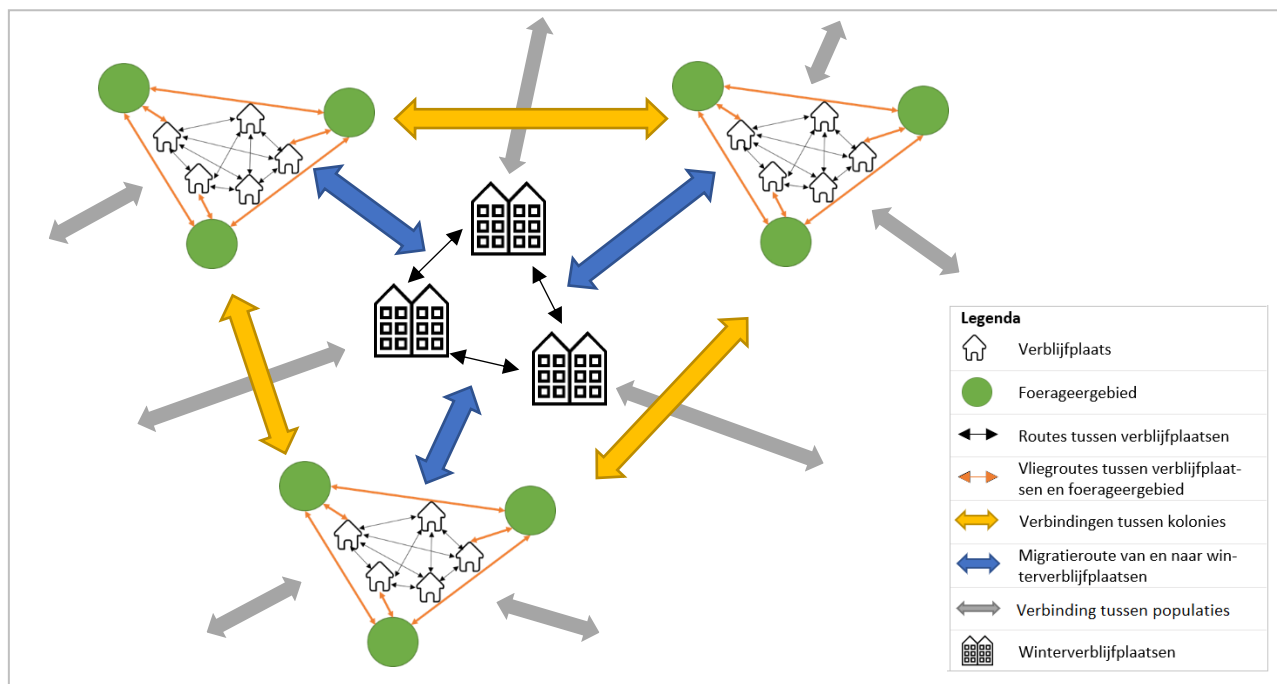 Legenda
Verblijfplaats
Foerageergebied
Routes tussen verblijfplaatsen
Vliegroutes tussen verblijfplaat-
sen en foerageergebied
Verbindingen tussen kolonies
Migratieroute van en naar win-
terverblijfplaatsen
Verbinding tussen populaties
Winterverblijfplaatsen